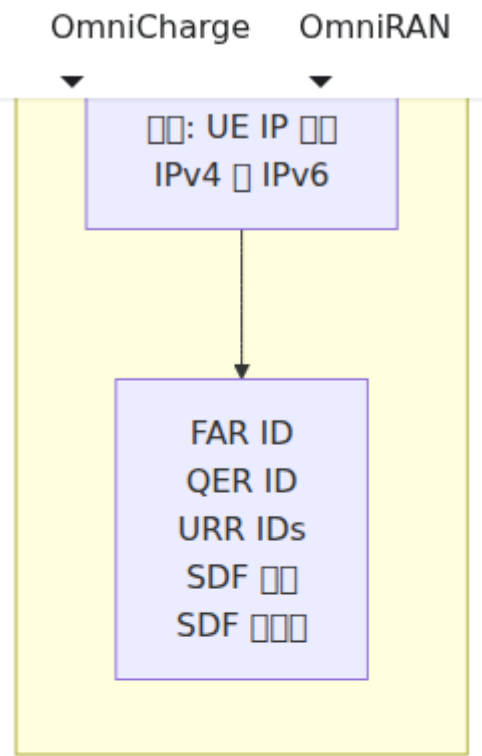 OmniCharge OmniRAN
: UE IP
IPv4 IPv6
FAR ID
QER ID
URR IDs
SDF
SDF